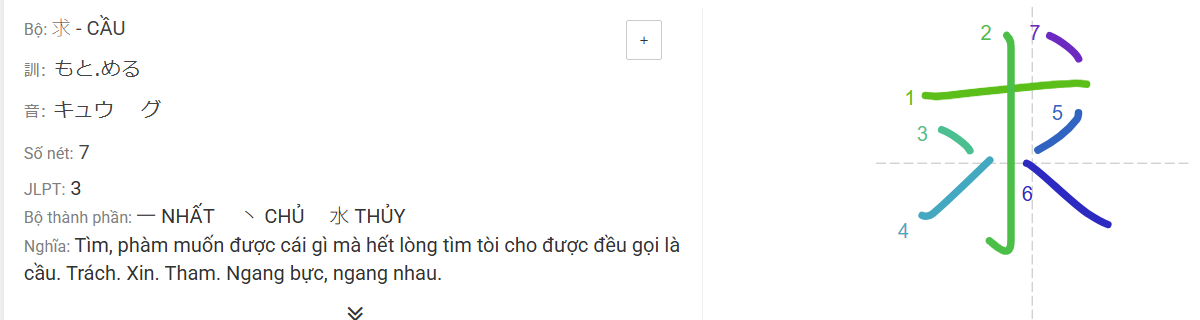 Bộ: 求 - CẦU
+
訓: もと.める
音: キュウ グ
Số nét: 7
JLPT: 3
Bộ thành phần: 一 NHẤT 丶 CHỦ 水 THỦY
Nghĩa: Tìm, phàm muốn được cái gì mà hết lòng tìm tòi cho được đều gọi là
cầu. Trách. Xin. Tham. Ngang bực, ngang nhau.
求
2 7
1
5
3
6
4